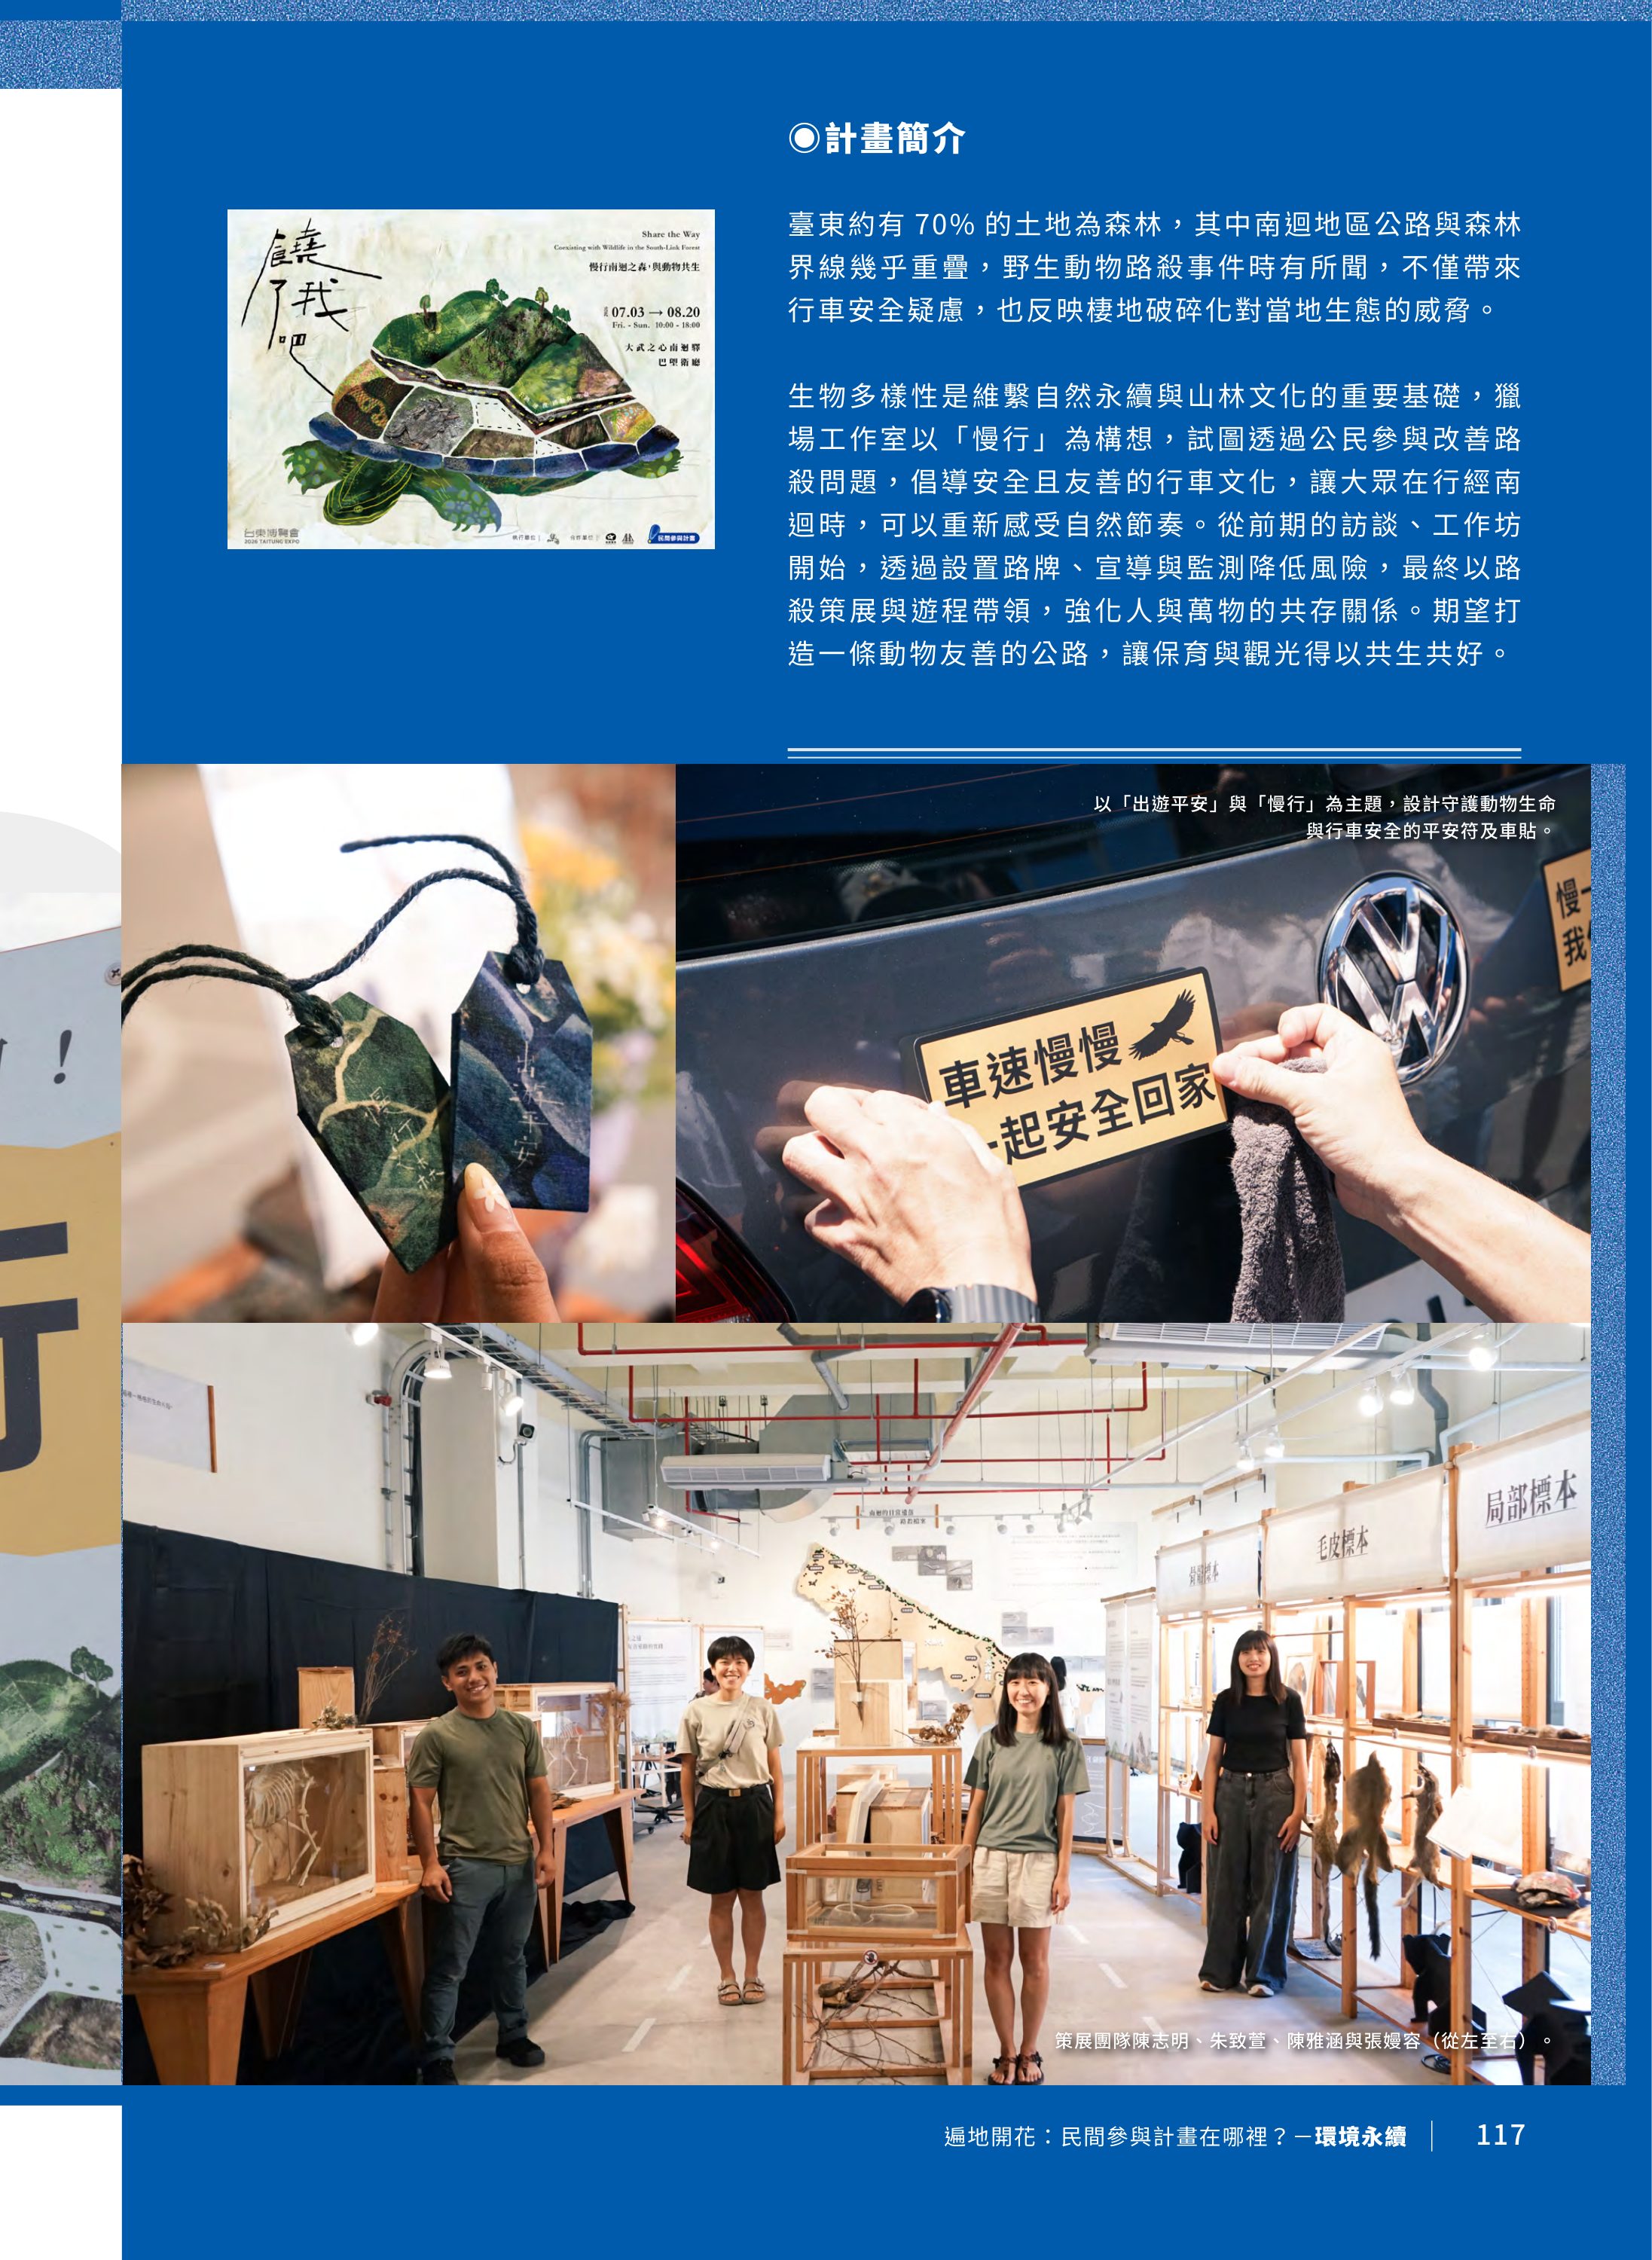 ◉計畫簡介
臺東約有 70% 的土地為森林，其中南迴地區公路與森林
界線幾乎重疊，野生動物路殺事件時有所聞，不僅帶來
行車安全疑慮，也反映棲地破碎化對當地生態的威脅。
生物多樣性是維繫自然永續與山林文化的重要基礎，獵
場工作室以「慢行」為構想，試圖透過公民參與改善路
殺問題，倡導安全且友善的行車文化，讓大眾在行經南
迴時，可以重新感受自然節奏。從前期的訪談、工作坊
開始，透過設置路牌、宣導與監測降低風險，最終以路
殺策展與遊程帶領，強化人與萬物的共存關係。期望打
造一條動物友善的公路，讓保育與觀光得以共生共好。
饒了我吧
Share the Way
Coexisting with Wildlife in the South-Link Forest
慢行南迴之森，與動物共生
07.03 → 08.20
Fri. - Sun. 10:00 - 18:00
大武之心南迴驛
巴塱衛廳
台東博覽會
2026 TAITUNG EXPO
民間參與計畫
以「出遊平安」與「慢行」為主題，設計守護動物生命
與行車安全的平安符及車貼。
出遊平安
車速慢慢
一起安全回家
慢
我
！
行
毛皮標本
局部標本
策展團隊陳志明、朱致萱、陳雅涵與張嫚容（從左至右）。
遍地開花：民間參與計畫在哪裡？－環境永續
117